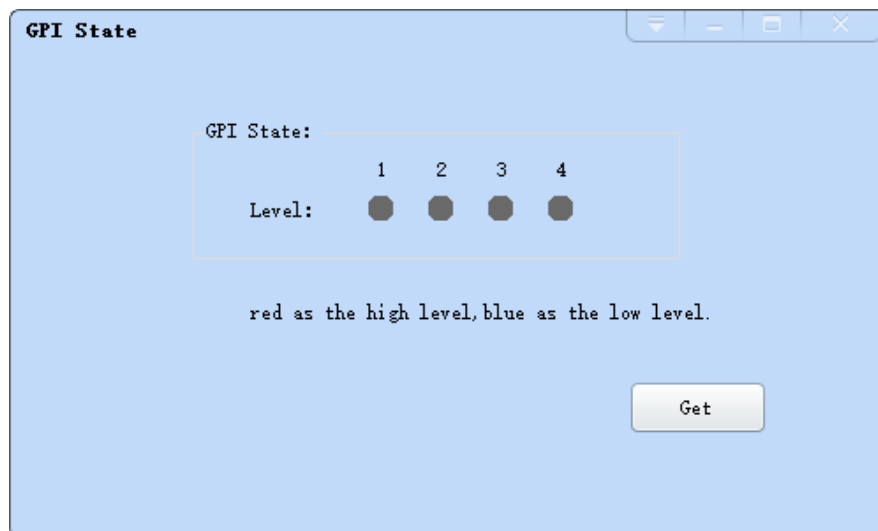 GPI State
GPI State:
1 2 3 4
Level:
red as the high level,blue as the low level.
Get